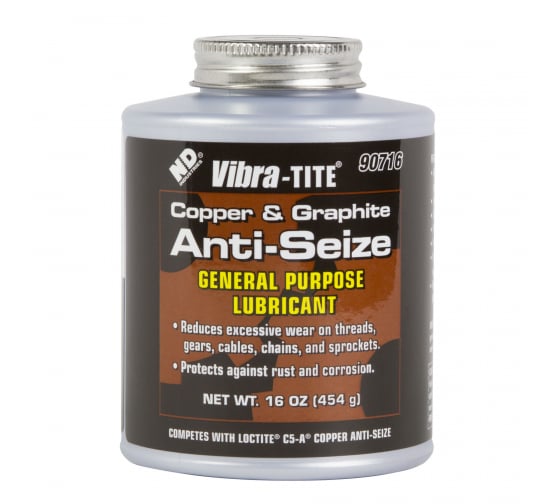 ND INDUSTRIES Vibra-TITE® 90716
Copper & Graphite
Anti-Seize
GENERAL PURPOSE
LUBRICANT
• Reduces excessive wear on threads,
gears, cables, chains, and sprockets.
• Protects against rust and corrosion.
NET WT. 16 OZ (454 g)
COMPETES WITH LOCTITE® C5-A® COPPER ANTI-SEIZE